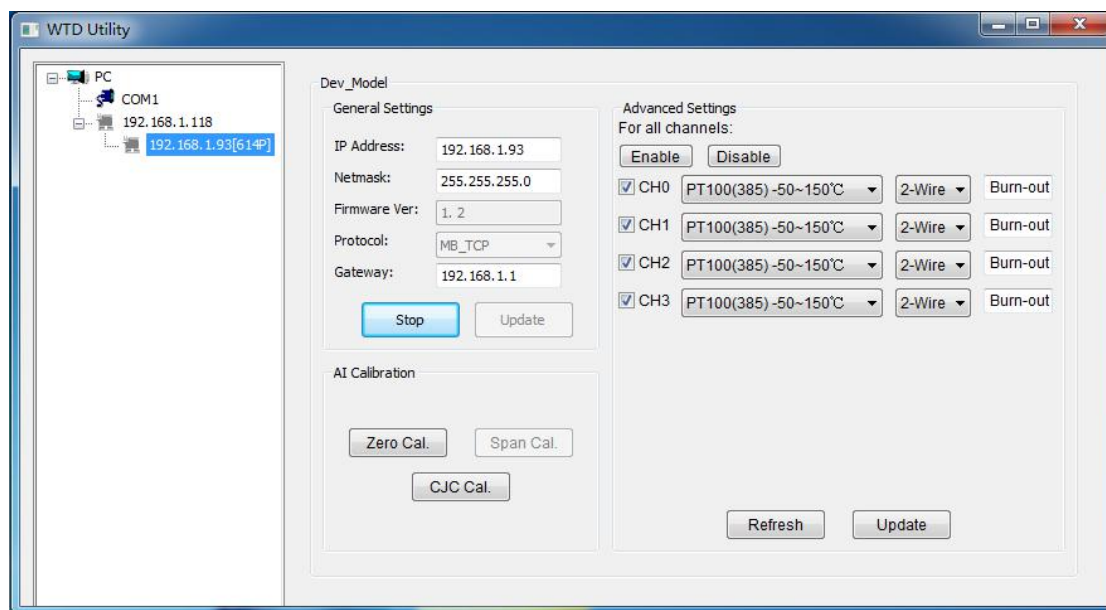 WTD Utility
PC
COM1
192.168.1.118
192.168.1.93[614P]
Dev_Model
General Settings
IP Address: 192.168.1.93
Netmask: 255.255.255.0
Firmware Ver: 1. 2
Protocol: MB_TCP
Gateway: 192.168.1.1
Stop Update
AI Calibration
Zero Cal. Span Cal.
CJC Cal.
Advanced Settings
For all channels:
Enable Disable
CH0 PT100(385) -50~150℃ 2-Wire Burn-out
CH1 PT100(385) -50~150℃ 2-Wire Burn-out
CH2 PT100(385) -50~150℃ 2-Wire Burn-out
CH3 PT100(385) -50~150℃ 2-Wire Burn-out
Refresh Update